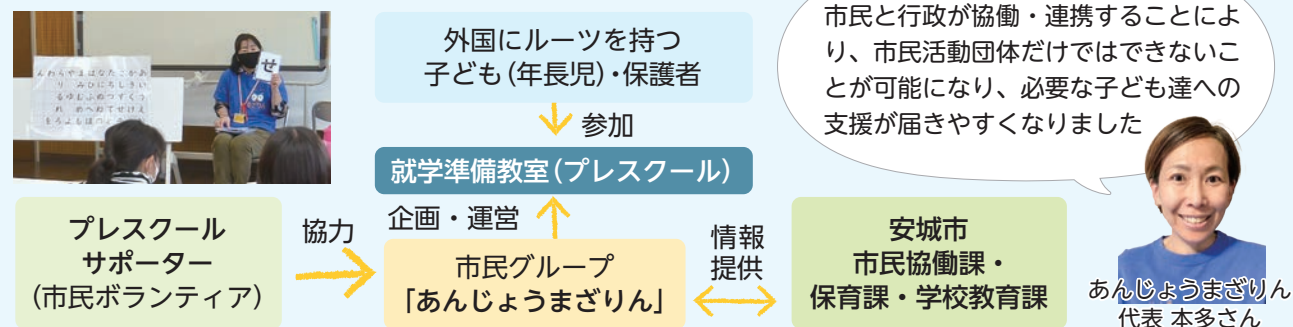 せ
外国にルーツを持つ
子ども(年長児)・保護者
参加
就学準備教室(プレスクール)
企画・運営
プレスクール
サポーター
(市民ボランティア)
協力
市民グループ
「あんじょうまざりん」
情報
提供
安城市
市民協働課・
保育課・学校教育課
市民と行政が協働・連携することによ
り、市民活動団体だけではできないこ
とが可能になり、必要な子ども達への
支援が届きやすくなりました
あんじょうまざりん
代表 本多さん